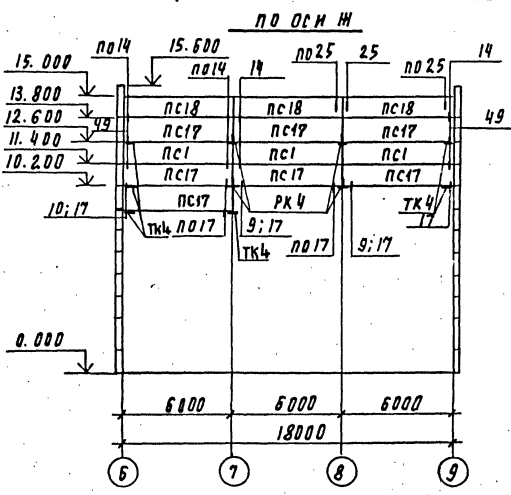 ПО ОСИ Ж
ПО14 15.600 ПО25 25 14
15.000 ПО14 14 ПО25
13.800 ПС18 ПС18 ПС18
12.600 49 ПС17 ПС17 ПС17 49
11.400 ПС1 ПС1 ПС1
10.200 ПС17 ПС17 ПС17
10;17 ПС17 РК4 ТК4
ТК4 ПО17 9;17 ПО17 9;17 17
ТК4
0.000
6000 6000 6000
18000
6 7 8 9